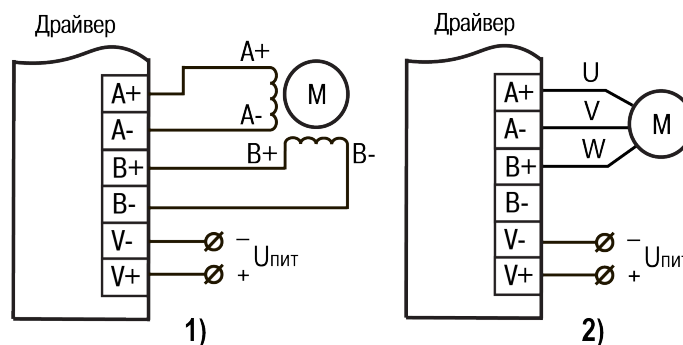 Драйвер
A+
A-
B+
B-
V-
V+
A+
A-
B+
B-
M
–
Uпит
+
1)
Драйвер
A+
A-
B+
B-
V-
V+
U
V
W
M
–
Uпит
+
2)